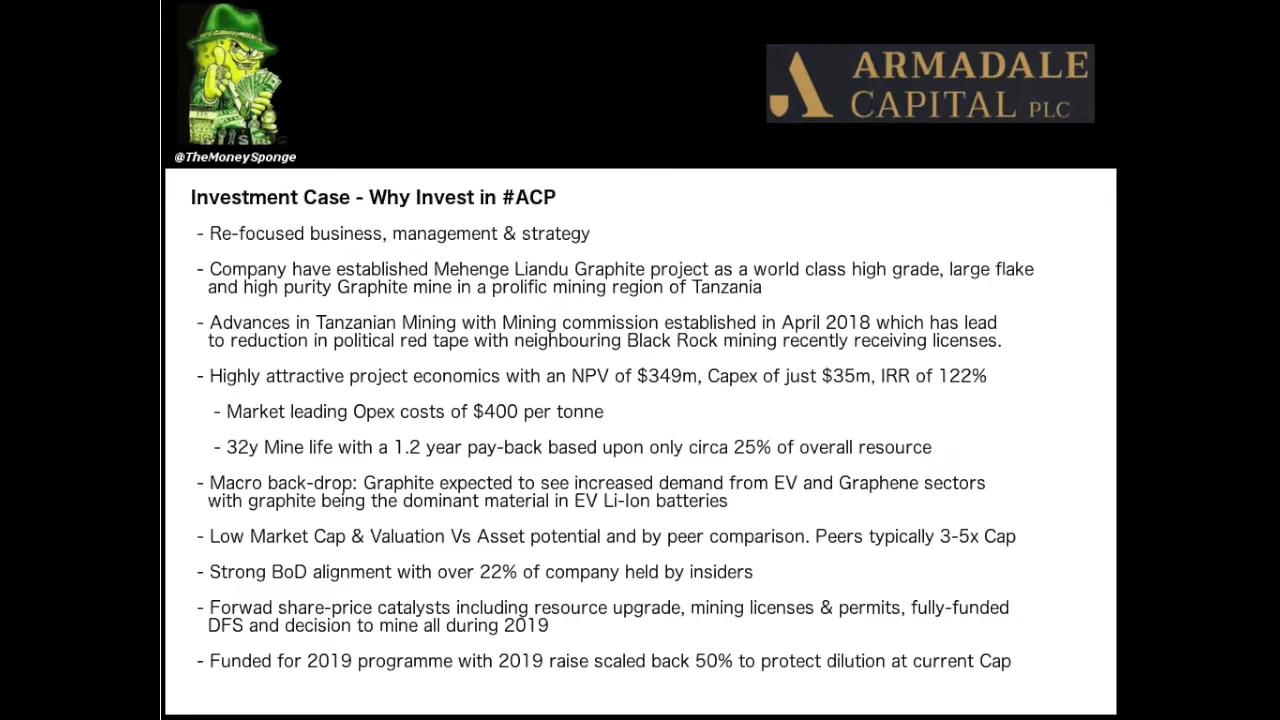 ARMADALE
CAPITAL PLC
@TheMoneySponge
Investment Case - Why Invest in #ACP
- Re-focused business, management & strategy
- Company have established Mehenge Liandu Graphite project as a world class high grade, large flake
and high purity Graphite mine in a prolific mining region of Tanzania
- Advances in Tanzanian Mining with Mining commission established in April 2018 which has lead
to reduction in political red tape with neighbouring Black Rock mining recently receiving licenses.
- Highly attractive project economics with an NPV of $349m, Capex of just $35m, IRR of 122%
- Market leading Opex costs of $400 per tonne
- 32y Mine life with a 1.2 year pay-back based upon only circa 25% of overall resource
- Macro back-drop: Graphite expected to see increased demand from EV and Graphene sectors
with graphite being the dominant material in EV Li-Ion batteries
- Low Market Cap & Valuation Vs Asset potential and by peer comparison. Peers typically 3-5x Cap
- Strong BoD alignment with over 22% of company held by insiders
- Forwad share-price catalysts including resource upgrade, mining licenses & permits, fully-funded
DFS and decision to mine all during 2019
- Funded for 2019 programme with 2019 raise scaled back 50% to protect dilution at current Cap